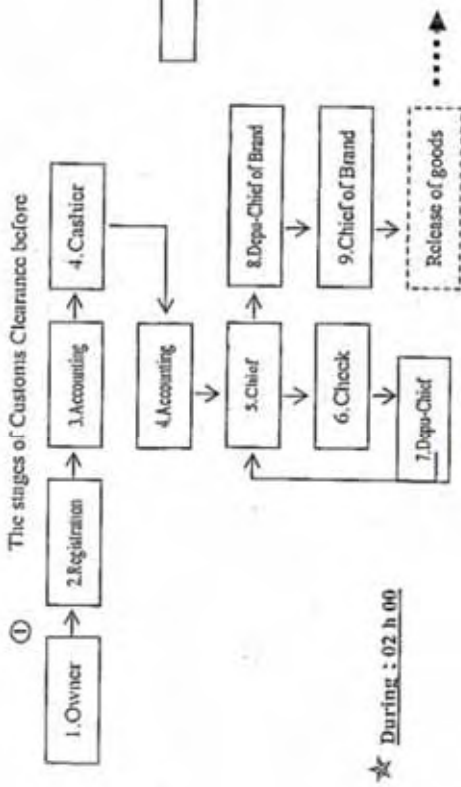 ① The stages of Customs Clearance before
1.Owner
2.Registration
3.Accounting
4.Cashier
4.Accounting
5.Chief
8.Depu-Chief of Brand
6.Check
9.Chief of Brand
7.Depu-Chief
Release of goods
During : 02 h 00